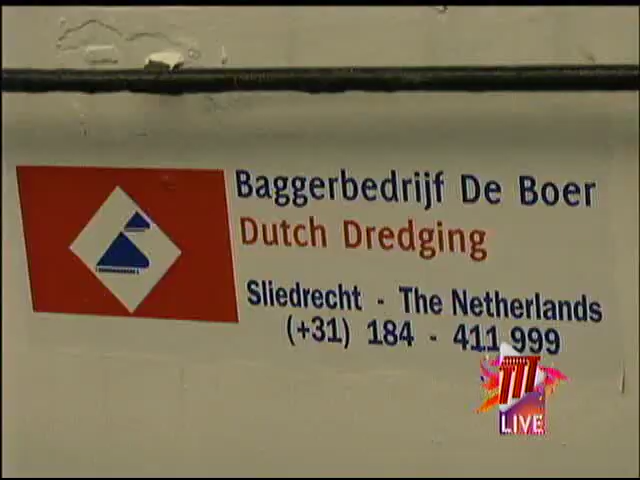 Baggerbedrijf De Boer
Dutch Dredging
Sliedrecht - The Netherlands
(+31) 184 - 411 999
LIVE